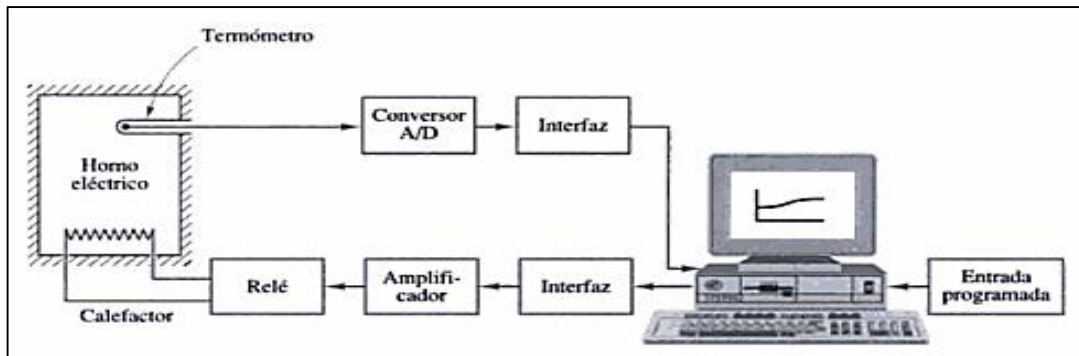 Termómetro
Conversor
A/D
Interfaz
Horno
eléctrico
Relé
Amplifi-
cador
Interfaz
Entrada
programada
Calefactor